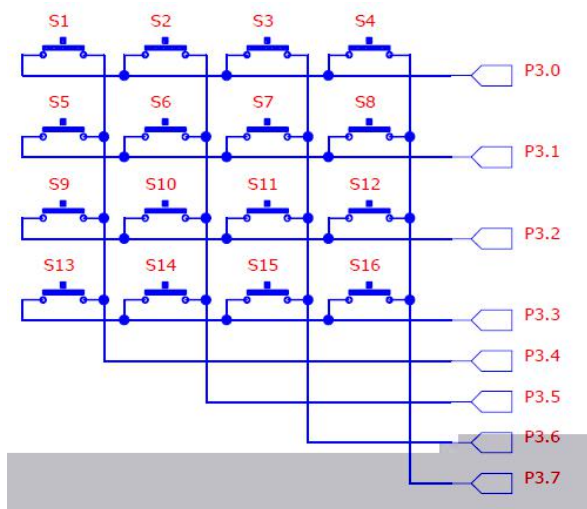 S1 S2 S3 S4
P3.0
S5 S6 S7 S8
P3.1
S9 S10 S11 S12
P3.2
S13 S14 S15 S16
P3.3
P3.4
P3.5
P3.6
P3.7